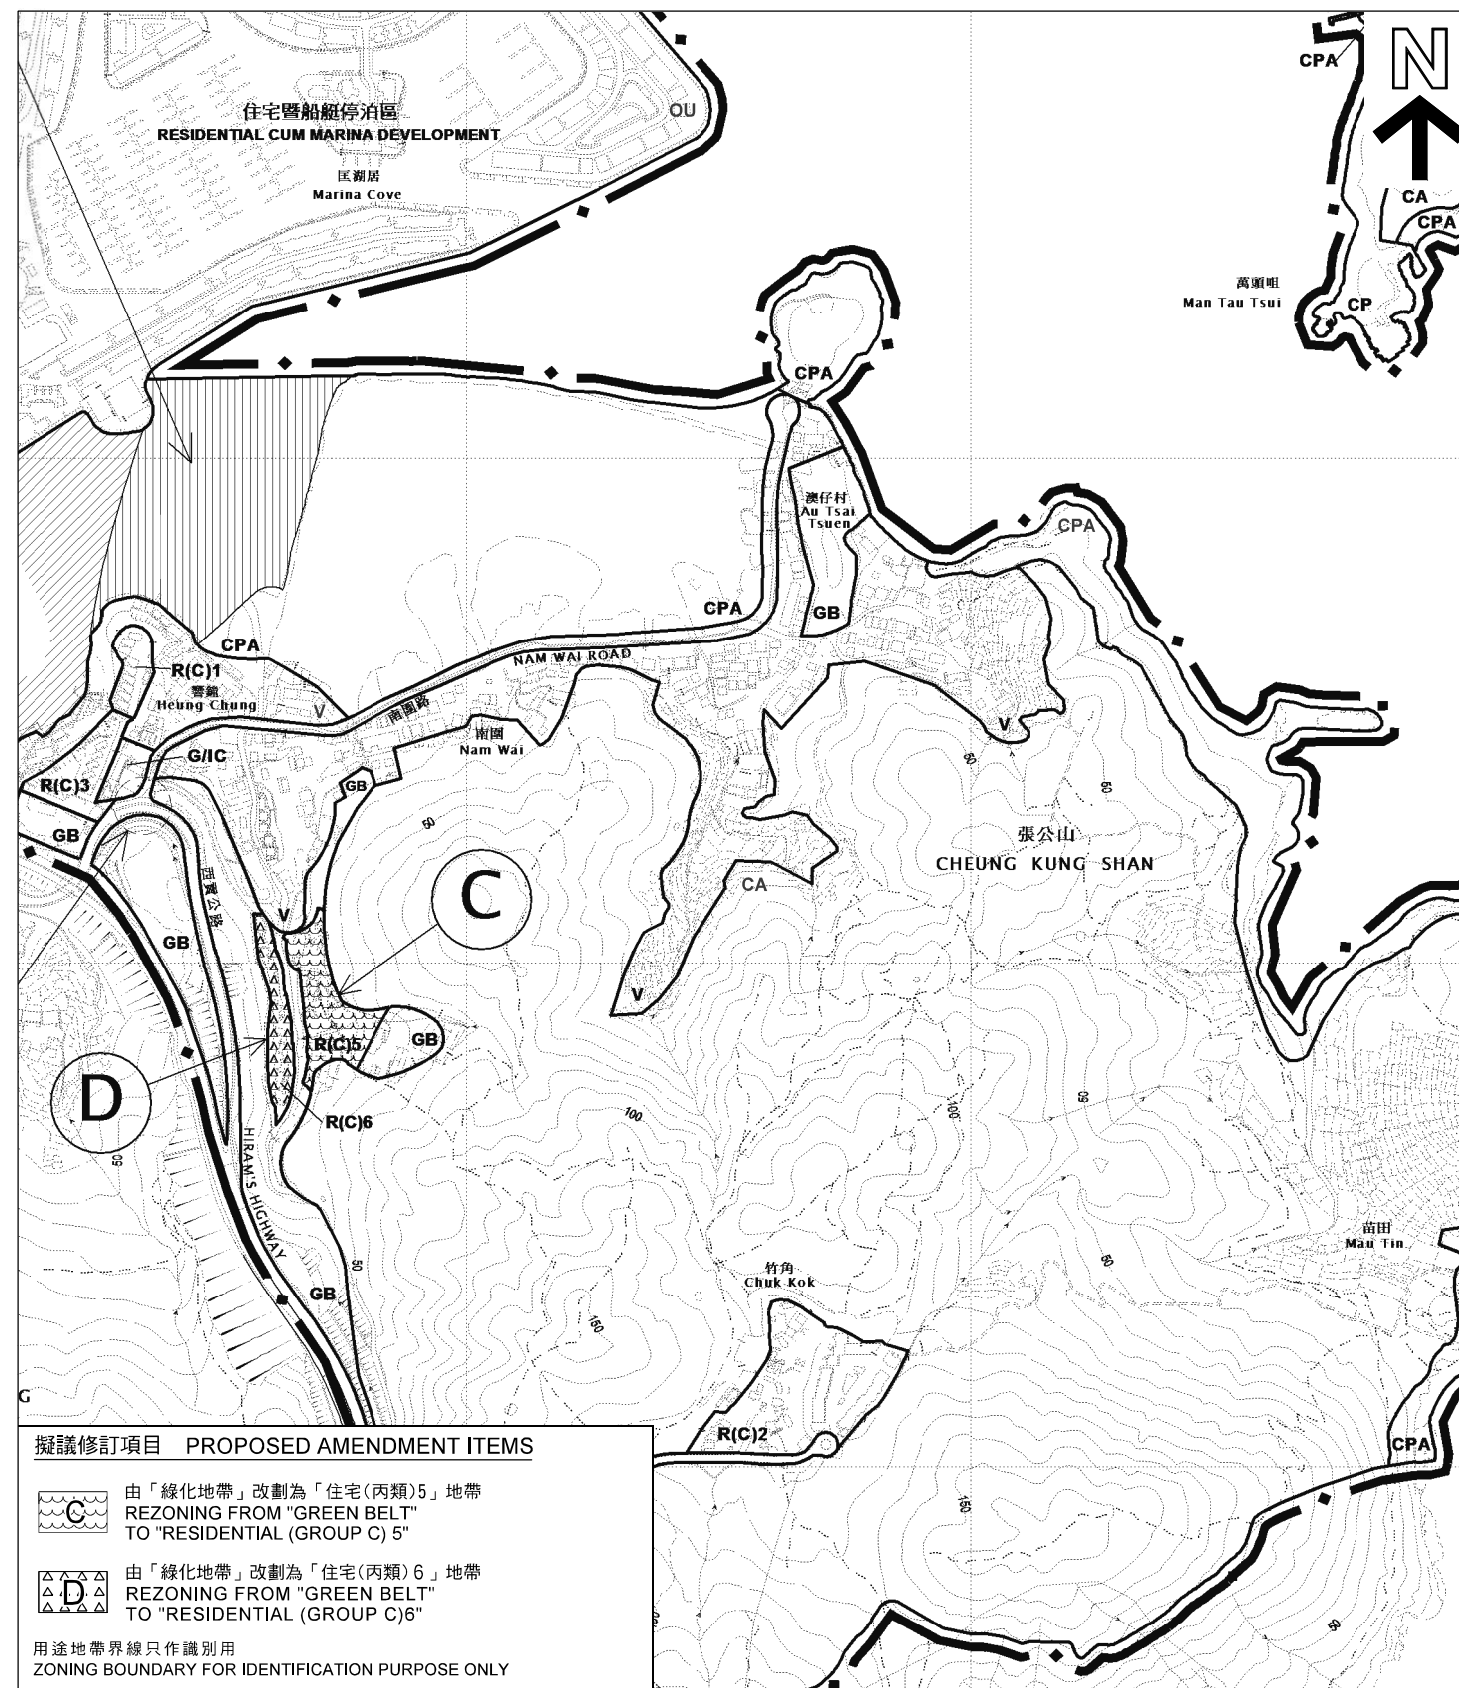 CPA
N
住宅暨船艇停泊區
OU
RESIDENTIAL CUM MARINA DEVELOPMENT
匡湖居
Marina Cove
CA
CPA
萬頭咀
Man Tau Tsui
CP
CPA
澳仔村
Au Tsai
Tsuen
CPA
CPA
GB
CPA
NAM WAI ROAD
R(C)1
響鐘
Heung Chung
V
南圍路
南圍
Nam Wai
V
G/IC
R(C)3
GB
50
50
50
GB
張公山
CHEUNG KUNG SHAN
C
CA
西貢公路
V
GB
V
R(C)5
GB
D
R(C)6
100
100
50
50
HIRAM'S HIGHWAY
苗田
Mau Tin
50
50
竹角
Chuk Kok
GB
150
G
R(C)2
CPA
150
50
擬議修訂項目 PROPOSED AMENDMENT ITEMS
C
由「綠化地帶」改劃為「住宅(丙類)5」地帶
REZONING FROM "GREEN BELT"
TO "RESIDENTIAL (GROUP C) 5"
D
由「綠化地帶」改劃為「住宅(丙類)6」地帶
REZONING FROM "GREEN BELT"
TO "RESIDENTIAL (GROUP C)6"
用途地帶界線只作識別用
ZONING BOUNDARY FOR IDENTIFICATION PURPOSE ONLY